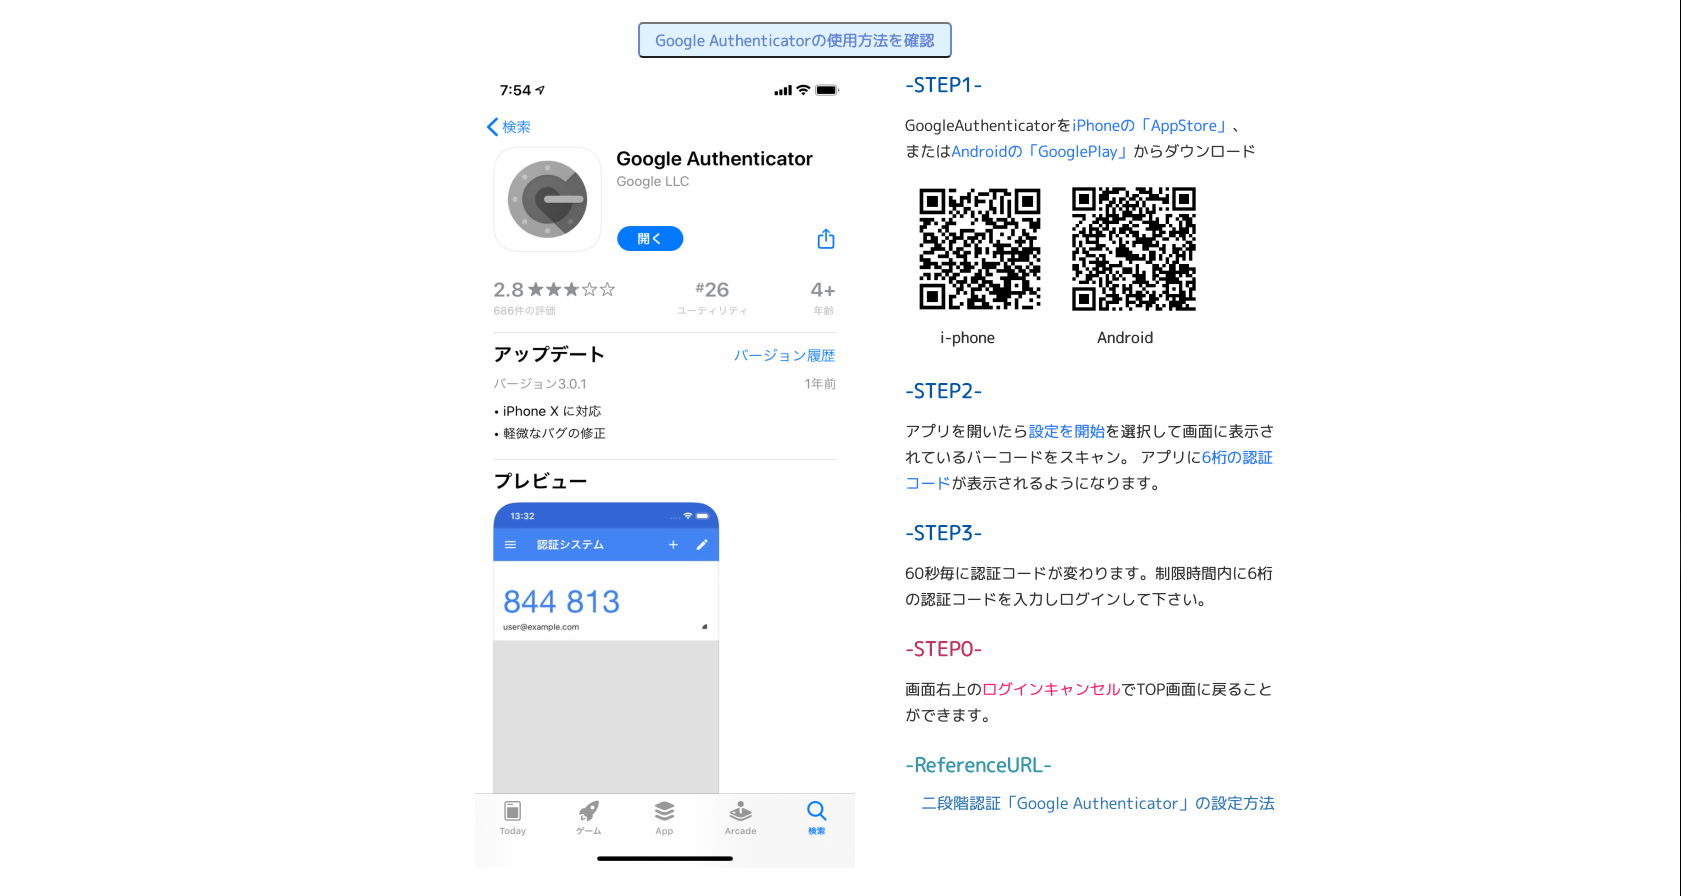 Google Authenticatorの使用方法を確認
7:54
検索
Google Authenticator
Google LLC
開く
2.8
686件の評価
#26
ユーティリティ
4+
年齢
アップデート
バージョン履歴
バージョン3.0.1
1年前
• iPhone X に対応
• 軽微なバグの修正
プレビュー
13:32
認証システム
844 813
user@example.com
Today
ゲーム
App
Arcade
検索
-STEP1-
GoogleAuthenticatorをiPhoneの「AppStore」、
またはAndroidの「GooglePlay」からダウンロード
i-phone
Android
-STEP2-
アプリを開いたら設定を開始を選択して画面に表示さ
れているバーコードをスキャン。 アプリに6桁の認証
コードが表示されるようになります。
-STEP3-
60秒毎に認証コードが変わります。制限時間内に6桁
の認証コードを入力しログインして下さい。
-STEP0-
画面右上のログインキャンセルでTOP画面に戻ること
ができます。
-ReferenceURL-
二段階認証「Google Authenticator」の設定方法